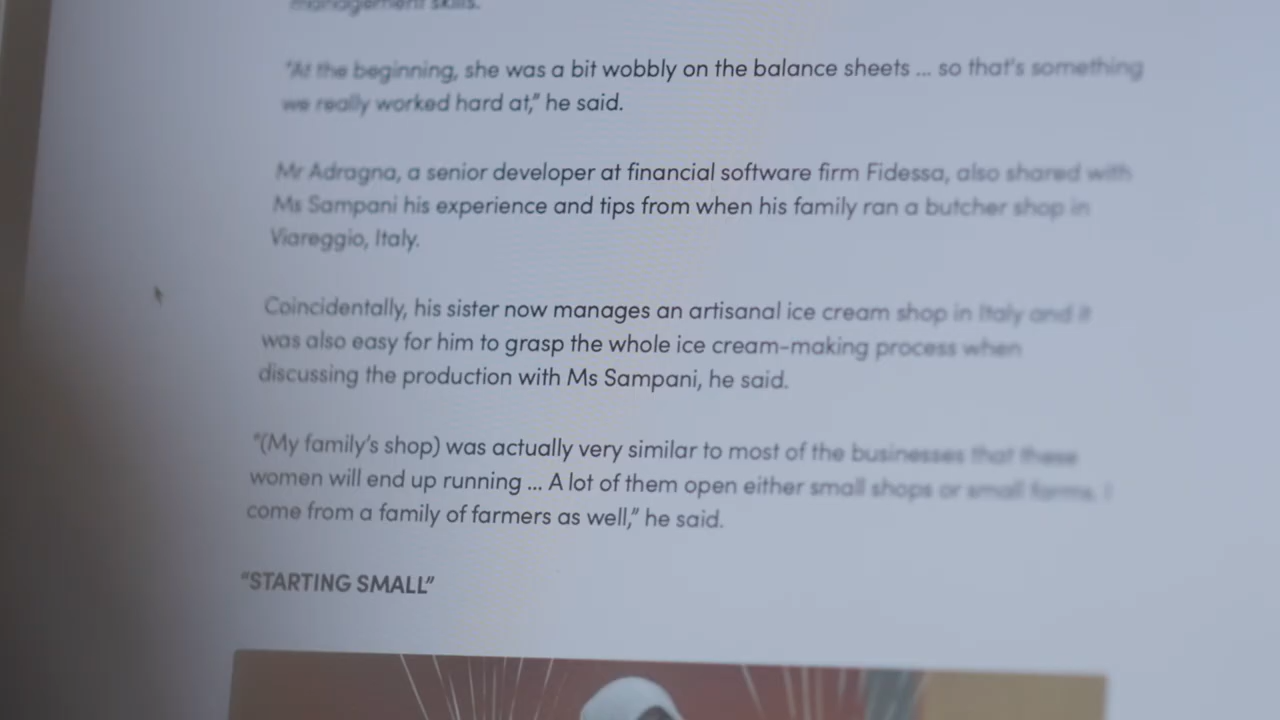 management skills.
"At the beginning, she was a bit wobbly on the balance sheets ... so that's something
we really worked hard at," he said.
Mr Adragna, a senior developer at financial software firm Fidessa, also shared with
Ms Sampani his experience and tips from when his family ran a butcher shop in
Viareggio, Italy.
Coincidentally, his sister now manages an artisanal ice cream shop in Italy and it
was also easy for him to grasp the whole ice cream-making process when
discussing the production with Ms Sampani, he said.
"(My family's shop) was actually very similar to most of the businesses that these
women will end up running ... A lot of them open either small shops or small farms, I
come from a family of farmers as well," he said.
"STARTING SMALL"